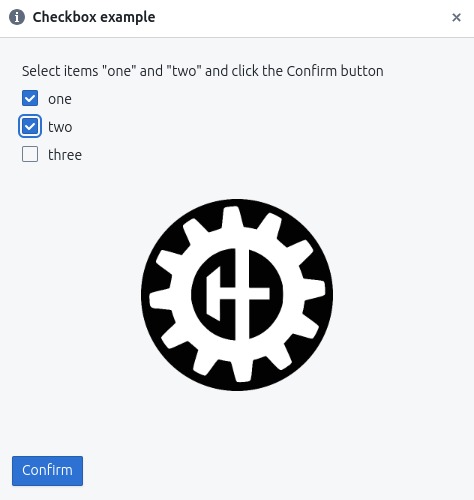 Checkbox example
Select items "one" and "two" and click the Confirm button
one
two
three
Confirm